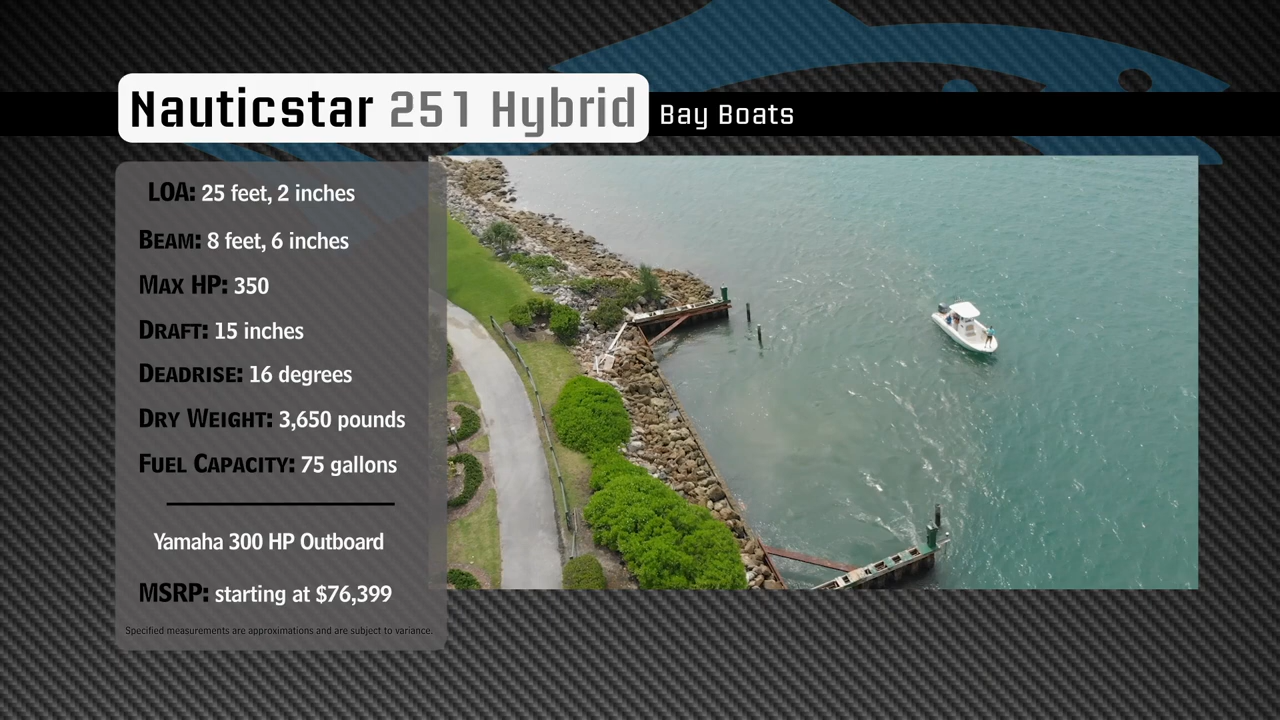 Nauticstar 251 Hybrid Bay Boats
LOA: 25 feet, 2 inches
BEAM: 8 feet, 6 inches
MAX HP: 350
DRAFT: 15 inches
DEADRISE: 16 degrees
DRY WEIGHT: 3,650 pounds
FUEL CAPACITY: 75 gallons
Yamaha 300 HP Outboard
MSRP: starting at $76,399
Specified measurements are approximations and are subject to variance.